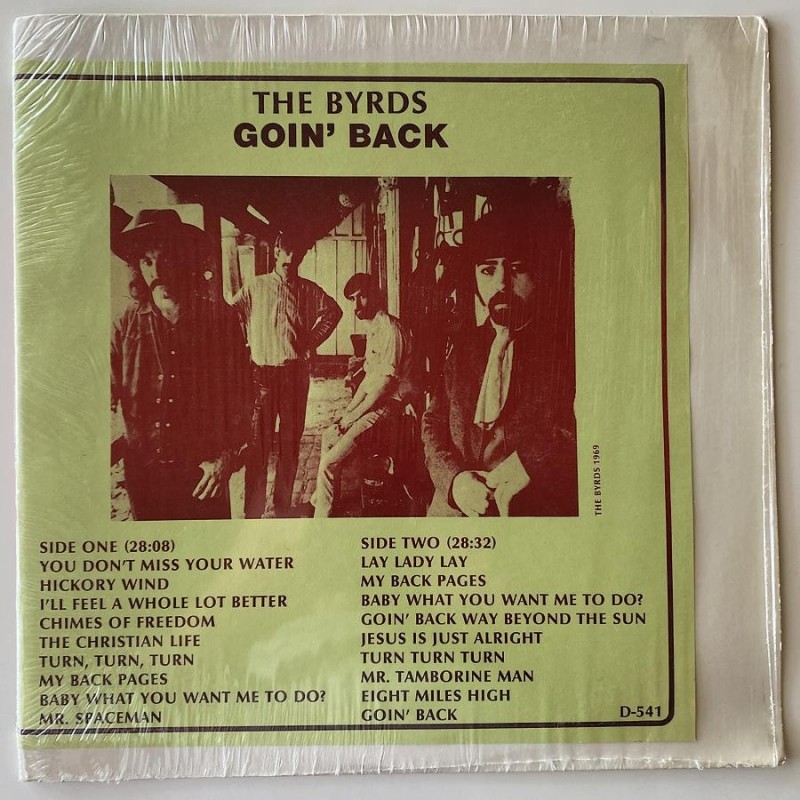 THE BYRDS
GOIN' BACK
THE BYRDS 1969
SIDE ONE (28:08)
YOU DON'T MISS YOUR WATER
HICKORY WIND
I'LL FEEL A WHOLE LOT BETTER
CHIMES OF FREEDOM
THE CHRISTIAN LIFE
TURN, TURN, TURN
MY BACK PAGES
BABY WHAT YOU WANT ME TO DO?
MR. SPACEMAN
SIDE TWO (28:32)
LAY LADY LAY
MY BACK PAGES
BABY WHAT YOU WANT ME TO DO?
GOIN' BACK WAY BEYOND THE SUN
JESUS IS JUST ALRIGHT
TURN TURN TURN
MR. TAMBORINE MAN
EIGHT MILES HIGH
GOIN' BACK
D-541